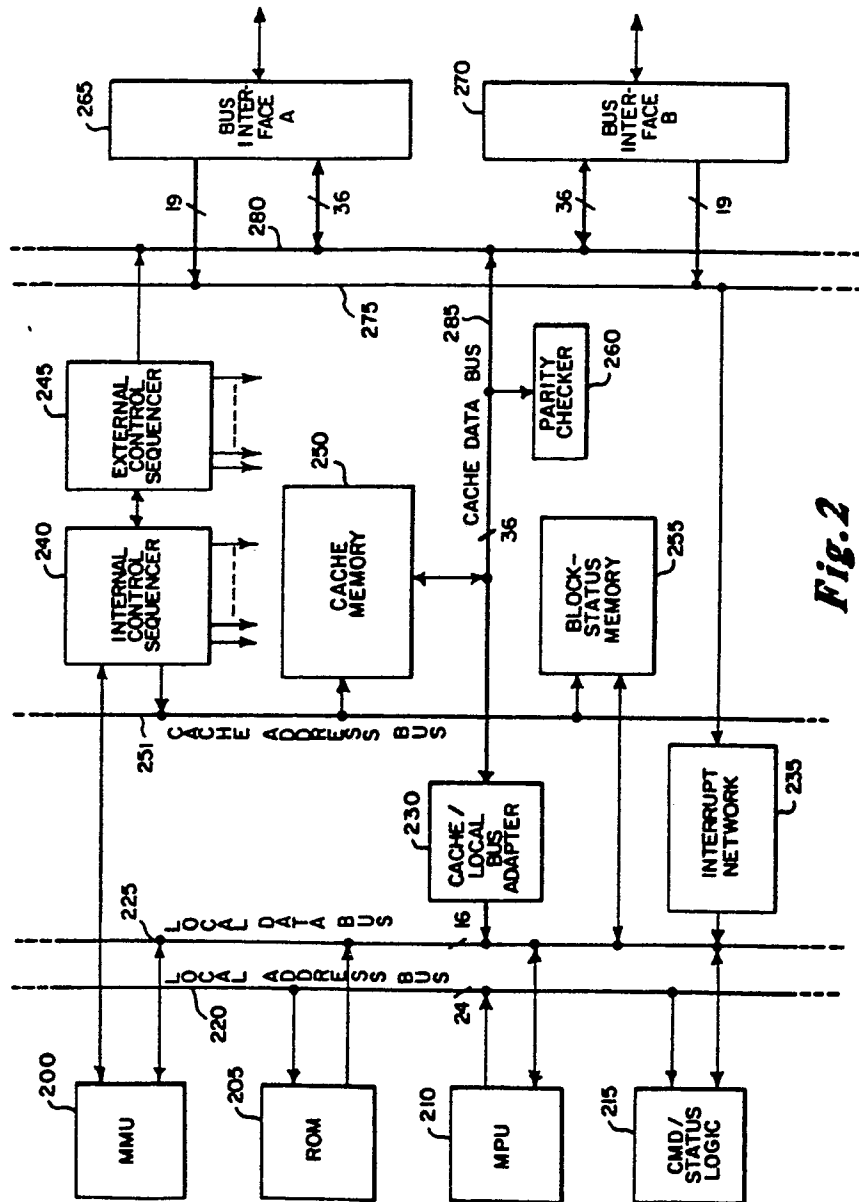 265
BUS
INTER-
FACE
A
270
BUS
INTER-
FACE
B
19
36
280
36
19
275
285
245
EXTERNAL
CONTROL
SEQUENCER
240
INTERNAL
CONTROL
SEQUENCER
250
CACHE
MEMORY
CACHE DATA BUS
36
PARITY
CHECKER
260
BLOCK-
STATUS
MEMORY
255
251
CACHE ADDRESS BUS
230
CACHE/
LOCAL
BUS
ADAPTER
INTERRUPT
NETWORK
235
225
LOCAL DATA BUS
16
LOCAL ADDRESS BUS
220
24
200
MMU
205
ROM
210
MPU
215
CMD/
STATUS
LOGIC
Fig. 2